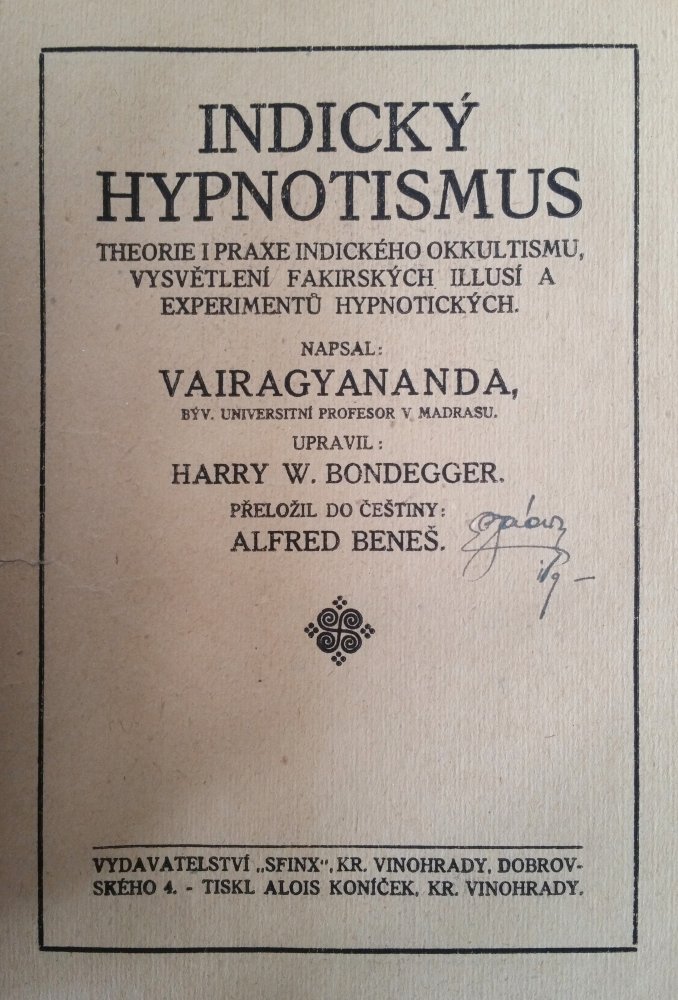 INDICKÝ
HYPNOTISMUS
THEORIE I PRAXE INDICKÉHO OKKULTISMU,
VYSVĚTLENÍ FAKIRSKÝCH ILLUSÍ A
EXPERIMENTŮ HYPNOTICKÝCH.
NAPSAL:
VAIRAGYANANDA,
BÝV. UNIVERSITNÍ PROFESOR V MADRASU.
UPRAVIL:
HARRY W. BONDEGGER.
PŘELOŽIL DO ČEŠTINY:
ALFRED BENEŠ.
VYDAVATELSTVÍ „SFINX“, KR. VINOHRADY, DOBROV-
SKÉHO 4. - TISKL ALOIS KONÍČEK, KR. VINOHRADY.